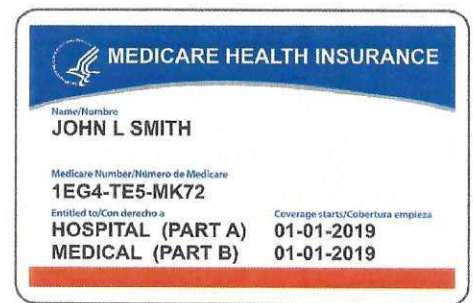 MEDICARE HEALTH INSURANCE
Name/Nombre
JOHN L SMITH
Medicare Number/Número de Medicare
1EG4-TE5-MK72
Entitled to/Con derecho a Coverage starts/Cobertura empieza
HOSPITAL (PART A) 01-01-2019
MEDICAL (PART B) 01-01-2019